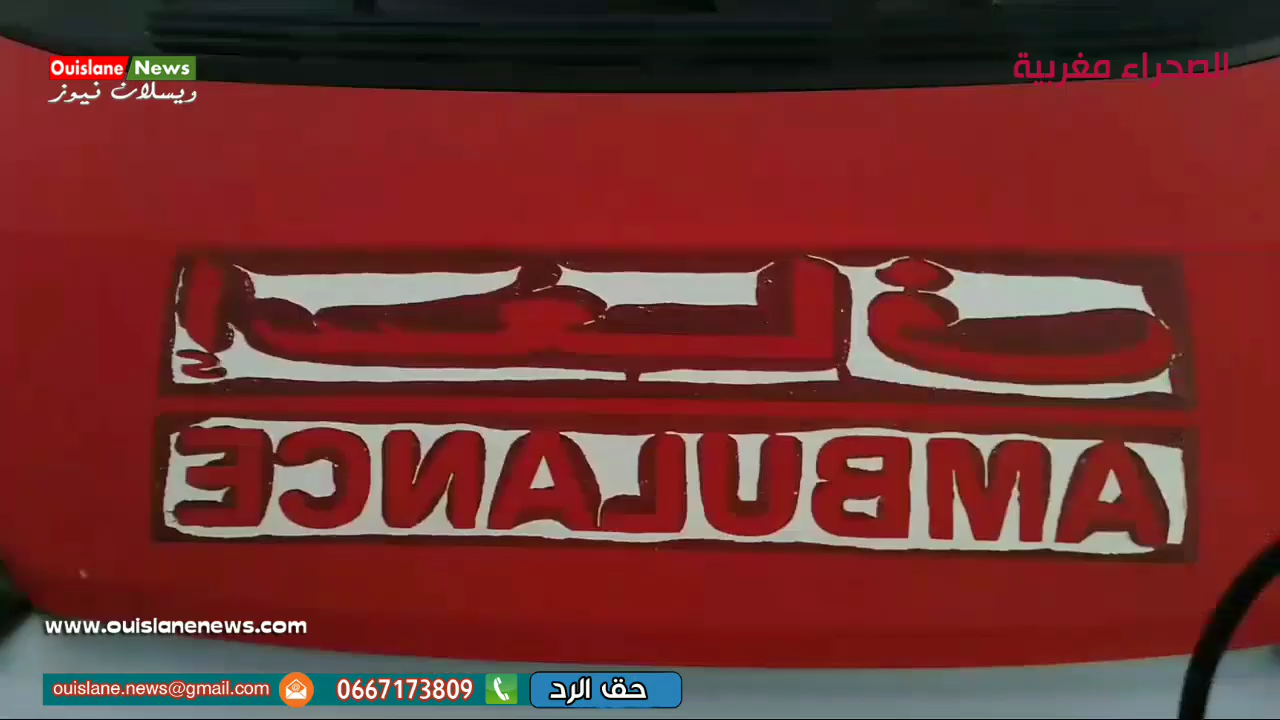 Ouislane News
ويسلان نيوز
الصحراء مغربية
إسعاف
AMBULANCE
www.ouislanenews.com
ouislane.news@gmail.com
0667173809
حق الرد